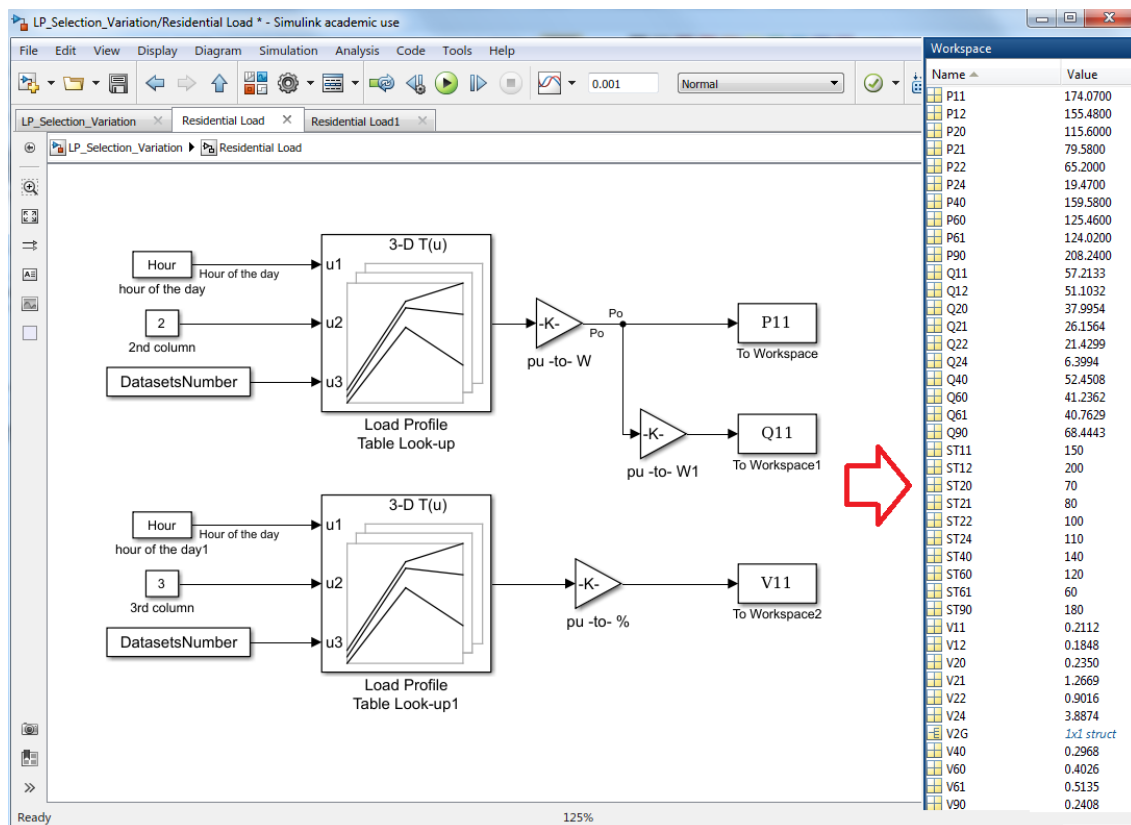 LP_Selection_Variation/Residential Load * - Simulink academic use
File Edit View Display Diagram Simulation Analysis Code Tools Help
0.001 Normal
LP_Selection_Variation Residential Load Residential Load1
LP_Selection_Variation Residential Load
3-D T(u)
Hour Hour of the day u1
hour of the day
2 u2
2nd column
DatasetsNumber u3
Load Profile
Table Look-up
-K-
pu -to- W
Po
Po
P11
To Workspace
-K-
pu -to- W1
Q11
To Workspace1
3-D T(u)
Hour Hour of the day u1
hour of the day1
3 u2
3rd column
DatasetsNumber u3
Load Profile
Table Look-up1
-K-
pu -to- %
V11
To Workspace2
Ready 125%
Workspace
Name Value
P11 174.0700
P12 155.4800
P20 115.6000
P21 79.5800
P22 65.2000
P24 19.4700
P40 159.5800
P60 125.4600
P61 124.0200
P90 208.2400
Q11 57.2133
Q12 51.1032
Q20 37.9954
Q21 26.1564
Q22 21.4299
Q24 6.3994
Q40 52.4508
Q60 41.2362
Q61 40.7629
Q90 68.4443
ST11 150
ST12 200
ST20 70
ST21 80
ST22 100
ST24 110
ST40 140
ST60 120
ST61 60
ST90 180
V11 0.2112
V12 0.1848
V20 0.2350
V21 1.2669
V22 0.9016
V24 3.8874
V2G 1x1 struct
V40 0.2968
V60 0.4026
V61 0.5135
V90 0.2408